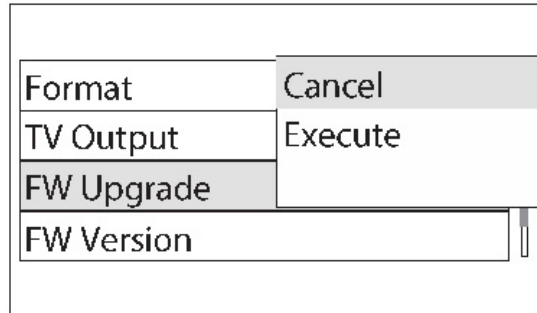 Format
TV Output
FW Upgrade
FW Version
Cancel
Execute